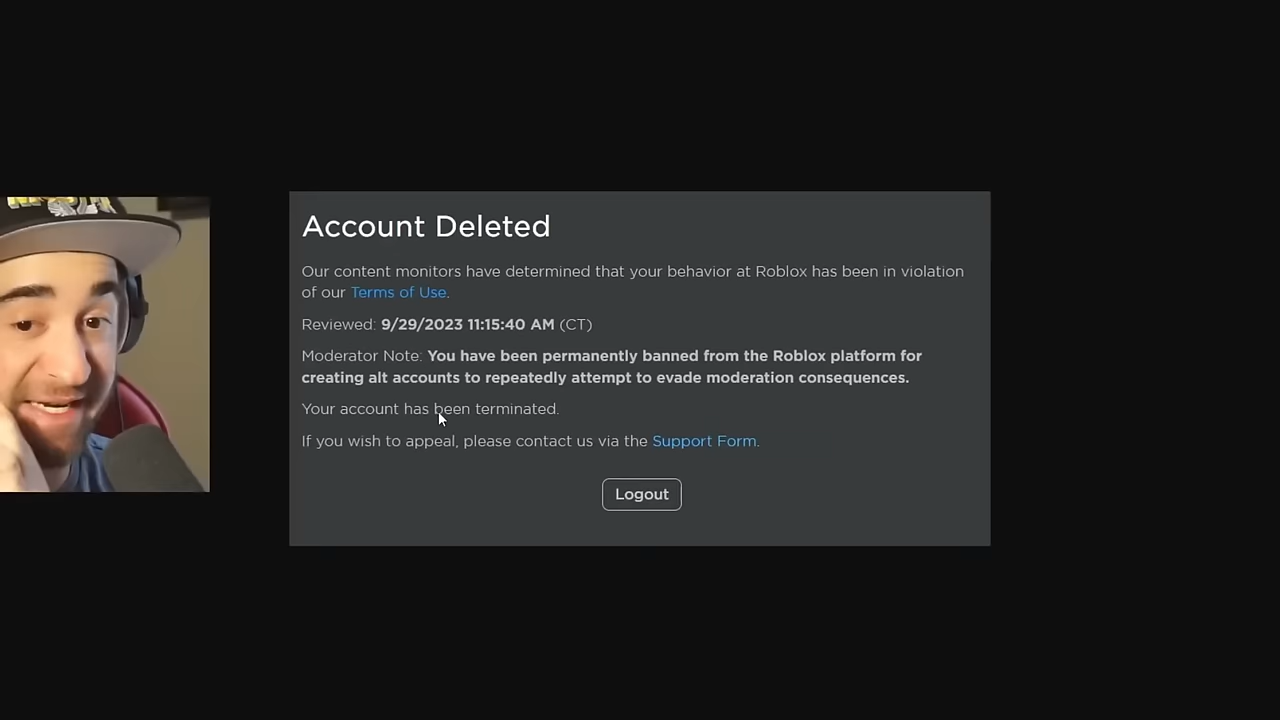 Account Deleted
Our content monitors have determined that your behavior at Roblox has been in violation
of our Terms of Use.
Reviewed: 9/29/2023 11:15:40 AM (CT)
Moderator Note: You have been permanently banned from the Roblox platform for
creating alt accounts to repeatedly attempt to evade moderation consequences.
Your account has been terminated.
If you wish to appeal, please contact us via the Support Form.
Logout